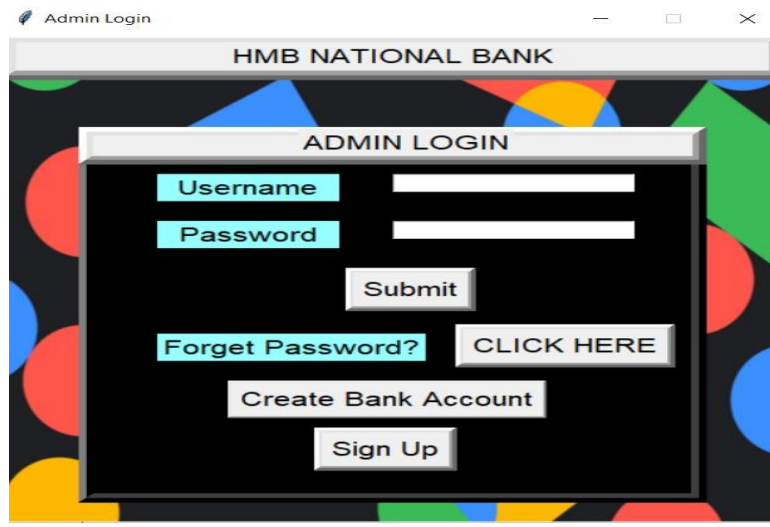 Admin Login
HMB NATIONAL BANK
ADMIN LOGIN
Username
Password
Submit
Forget Password? CLICK HERE
Create Bank Account
Sign Up